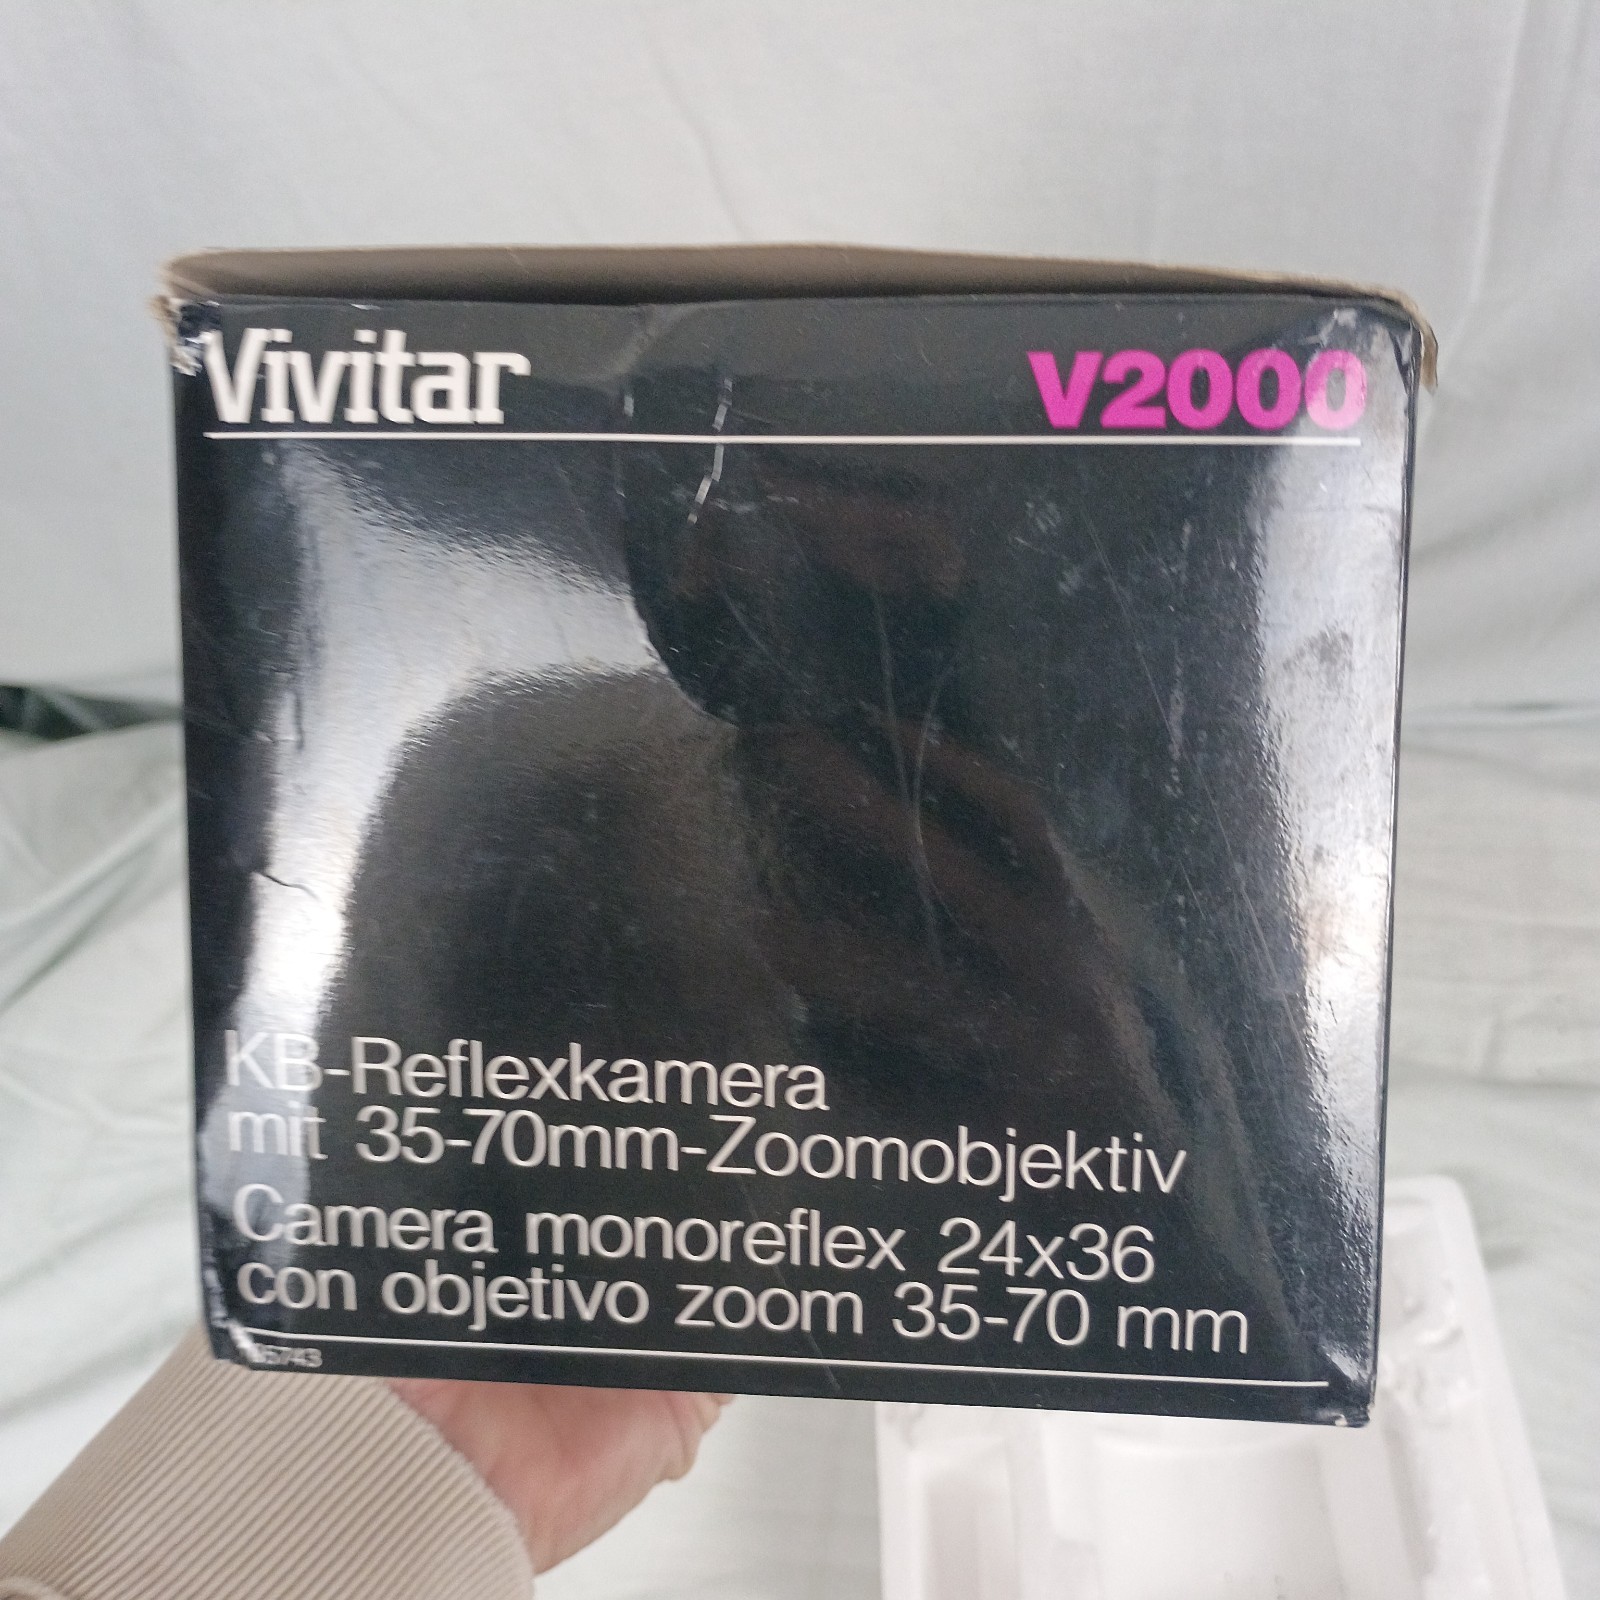 Vivitar
V2000
KB-Reflexkamera
mit 35-70mm-Zoomobjektiv
Camera monoreflex 24x36
con objetivo zoom 35-70 mm